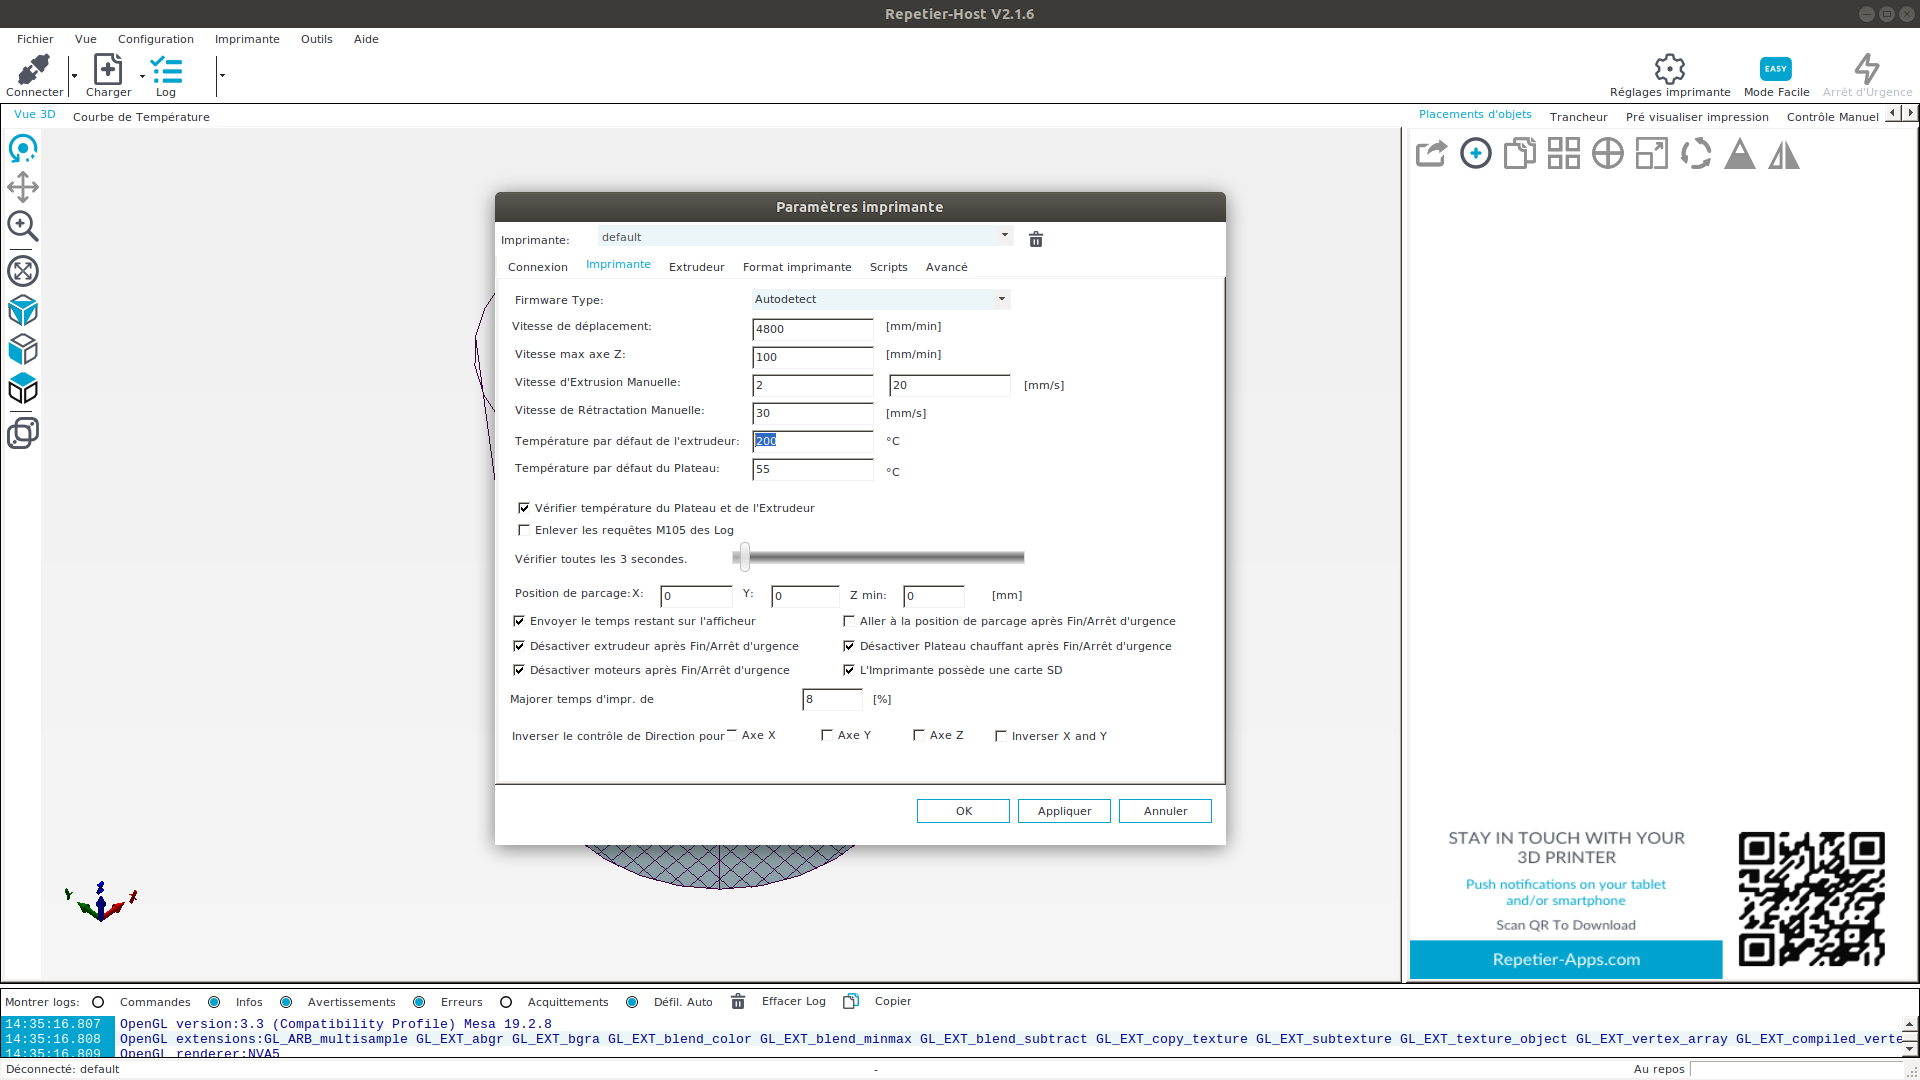 Repetier-Host V2.1.6
Fichier Vue Configuration Imprimante Outils Aide
Connecter Charger Log Réglages imprimante EASY Mode Facile Arrêt d'Urgence
Vue 3D Courbe de Température
Placements d'objets Trancheur Pré visualiser impression Contrôle Manuel
Paramètres imprimante
Imprimante: default
Connexion Imprimante Extrudeur Format imprimante Scripts Avancé
Firmware Type: Autodetect
Vitesse de déplacement: 4800 [mm/min]
Vitesse max axe Z: 100 [mm/min]
Vitesse d'Extrusion Manuelle: 2 20 [mm/s]
Vitesse de Rétractation Manuelle: 30 [mm/s]
Température par défaut de l'extrudeur: 200 °C
Température par défaut du Plateau: 55 °C
Vérifier température du Plateau et de l'Extrudeur
Enlever les requêtes M105 des Log
Vérifier toutes les 3 secondes.
Position de parcage:X: 0 Y: 0 Z min: 0 [mm]
Envoyer le temps restant sur l'afficheur Aller à la position de parcage après Fin/Arrêt d'urgence
Désactiver extrudeur après Fin/Arrêt d'urgence Désactiver Plateau chauffant après Fin/Arrêt d'urgence
Désactiver moteurs après Fin/Arrêt d'urgence L'Imprimante possède une carte SD
Majorer temps d'impr. de 8 [%]
Inverser le contrôle de Direction pour Axe X Axe Y Axe Z Inverser X and Y
OK Appliquer Annuler
Y Z X
STAY IN TOUCH WITH YOUR
3D PRINTER
Push notifications on your tablet
and/or smartphone
Scan QR To Download
Repetier-Apps.com
Montrer logs: Commandes Infos Avertissements Erreurs Acquittements Défil. Auto Effacer Log Copier
14:35:16.807 OpenGL version:3.3 (Compatibility Profile) Mesa 19.2.8
14:35:16.808 OpenGL extensions:GL_ARB_multisample GL_EXT_abgr GL_EXT_bgra GL_EXT_blend_color GL_EXT_blend_minmax GL_EXT_blend_subtract GL_EXT_copy_texture GL_EXT_subtexture GL_EXT_texture_object GL_EXT_vertex_array GL_EXT_compiled_verte
14:35:16.809 OpenGL renderer:NVA5
Déconnecté: default - Au repos